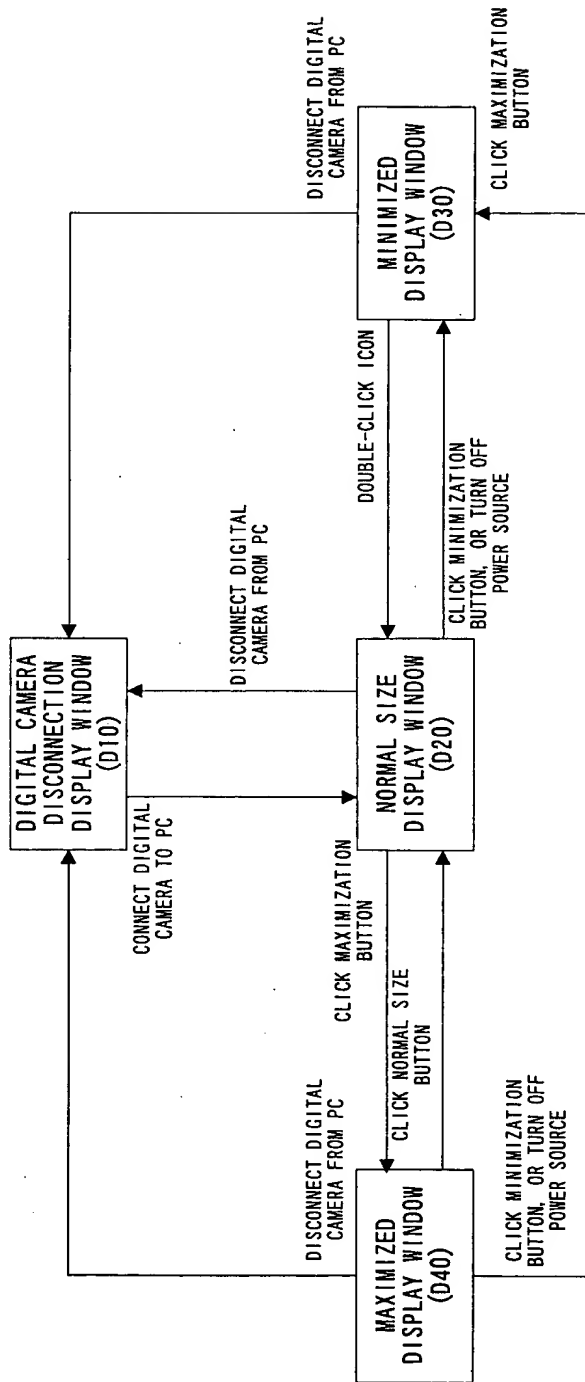 DIGITAL CAMERA
DISCONNECTION
DISPLAY WINDOW
(D10)
CONNECT DIGITAL
CAMERA TO PC
DISCONNECT DIGITAL
CAMERA FROM PC
DISCONNECT DIGITAL
CAMERA FROM PC
DISCONNECT DIGITAL
CAMERA FROM PC
MAXIMIZED
DISPLAY WINDOW
(D40)
CLICK MAXIMIZATION
BUTTON
CLICK NORMAL SIZE
BUTTON
NORMAL SIZE
DISPLAY WINDOW
(D20)
DOUBLE-CLICK ICON
CLICK MINIMIZATION
BUTTON, OR TURN OFF
POWER SOURCE
MINIMIZED
DISPLAY WINDOW
(D30)
CLICK MINIMIZATION
BUTTON, OR TURN OFF
POWER SOURCE
CLICK MAXIMIZATION
BUTTON